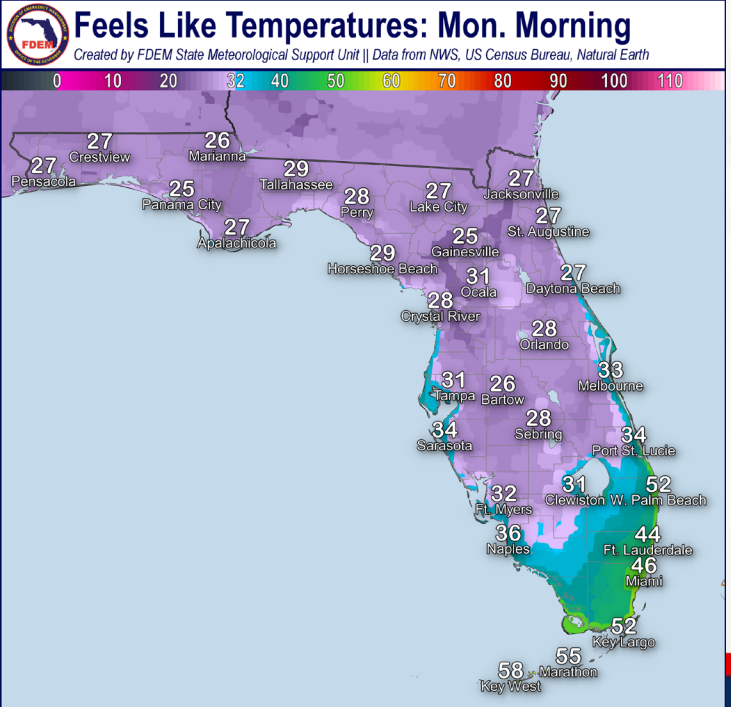 Feels Like Temperatures: Mon. Morning
Created by FDEM State Meteorological Support Unit || Data from NWS, US Census Bureau, Natural Earth
FDEM
0 10 20 32 40 50 60 70 80 90 100 110
27
Crestview
26
Marianna
27
Pensacola
29
Tallahassee
25
Panama City
28
Perry
27
Lake City
27
Jacksonville
27
Apalachicola
27
St. Augustine
25
Gainesville
29
Horseshoe Beach
31
Ocala
27
Daytona Beach
28
Crystal River
28
Orlando
31
Tampa
26
Bartow
33
Melbourne
34
Sarasota
28
Sebring
34
Port St. Lucie
32
Ft. Myers
31
Clewiston
52
W. Palm Beach
36
Naples
44
Ft. Lauderdale
46
Miami
52
Key Largo
55
Marathon
58
Key West